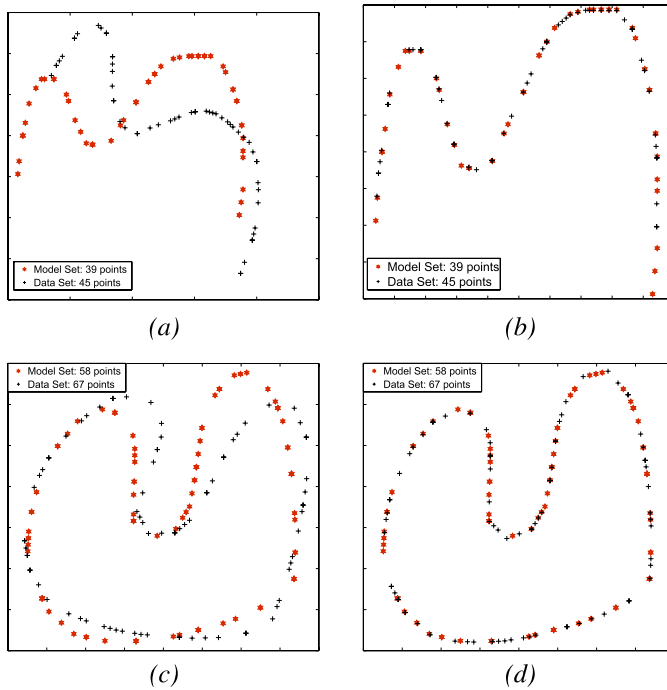 Model Set: 39 points
Data Set: 45 points
(a)
Model Set: 39 points
Data Set: 45 points
(b)
Model Set: 58 points
Data Set: 67 points
(c)
Model Set: 58 points
Data Set: 67 points
(d)